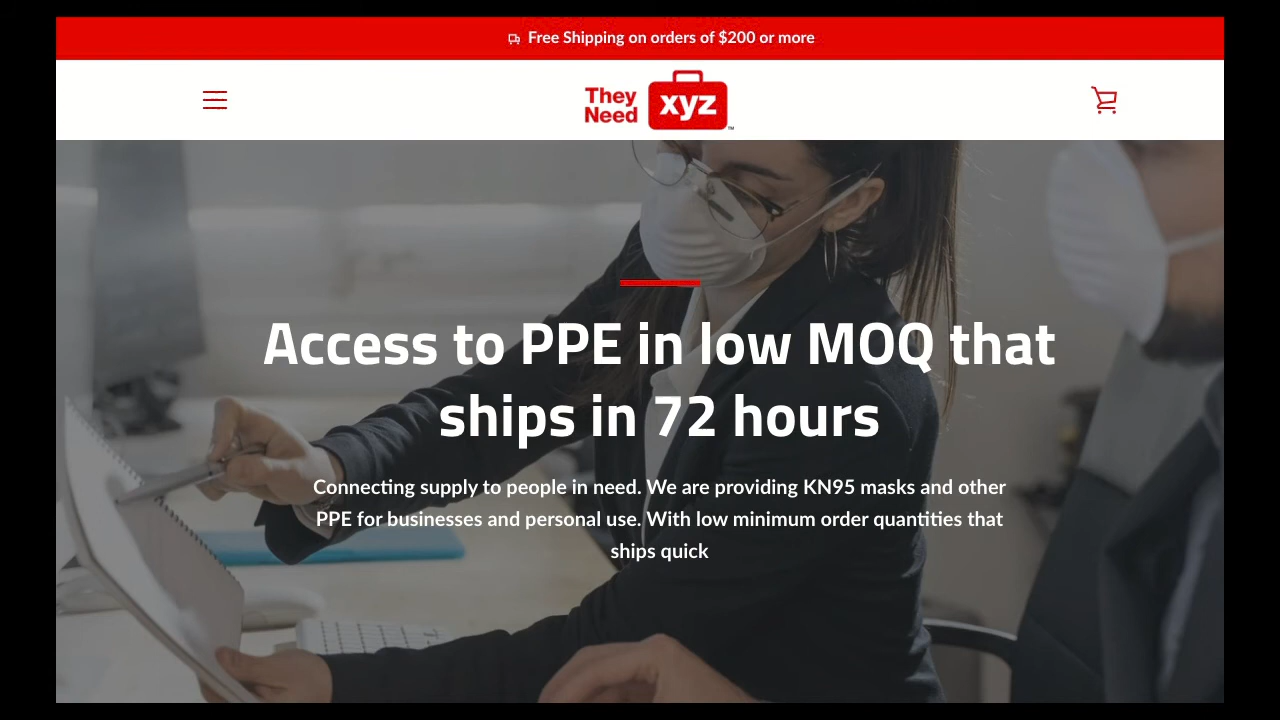 Free Shipping on orders of $200 or more
They
Need
xyz
™
Access to PPE in low MOQ that
ships in 72 hours
Connecting supply to people in need. We are providing KN95 masks and other
PPE for businesses and personal use. With low minimum order quantities that
ships quick